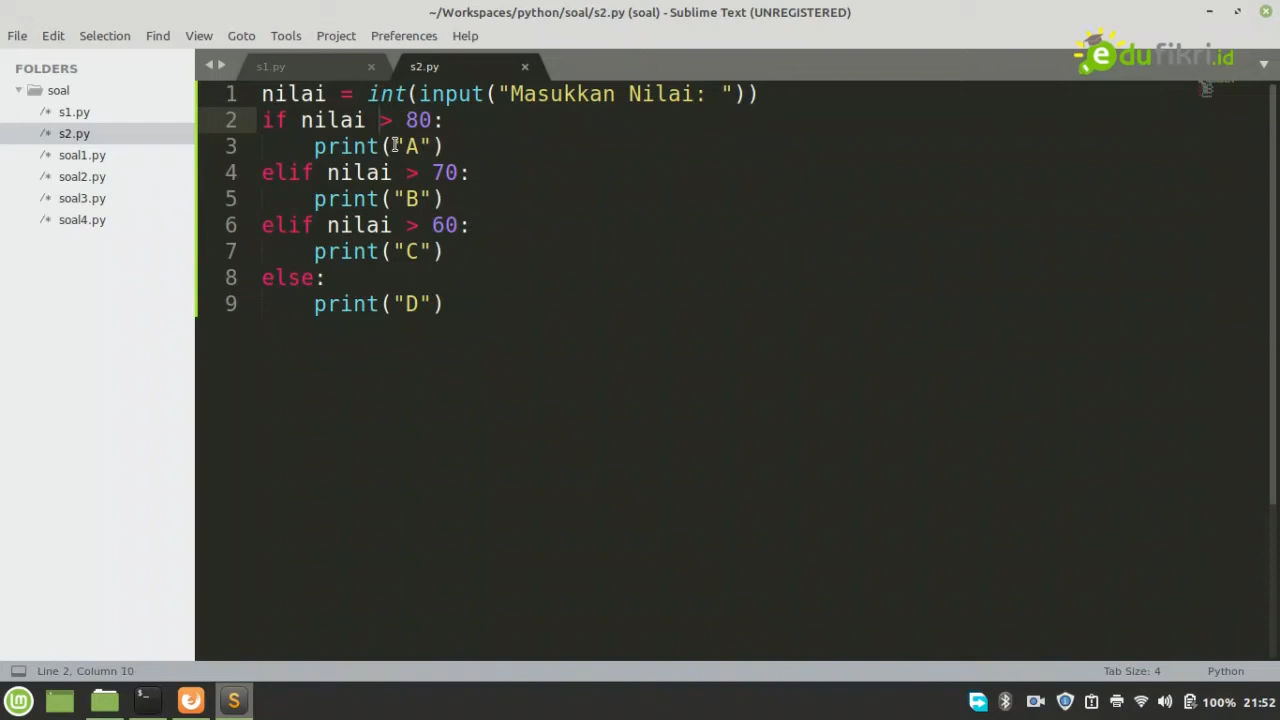 ~/Workspaces/python/soal/s2.py (soal) - Sublime Text (UNREGISTERED)
File Edit Selection Find View Goto Tools Project Preferences Help
edufikri.id
FOLDERS
soal
/* s1.py
/* s2.py
/* soal1.py
/* soal2.py
/* soal3.py
/* soal4.py
s1.py × s2.py ×
1 nilai = int(input("Masukkan Nilai: "))
2 if nilai > 80:
3 print("A")
4 elif nilai > 70:
5 print("B")
6 elif nilai > 60:
7 print("C")
8 else:
9 print("D")
Line 2, Column 10 Tab Size: 4 Python
S 100% 21:52